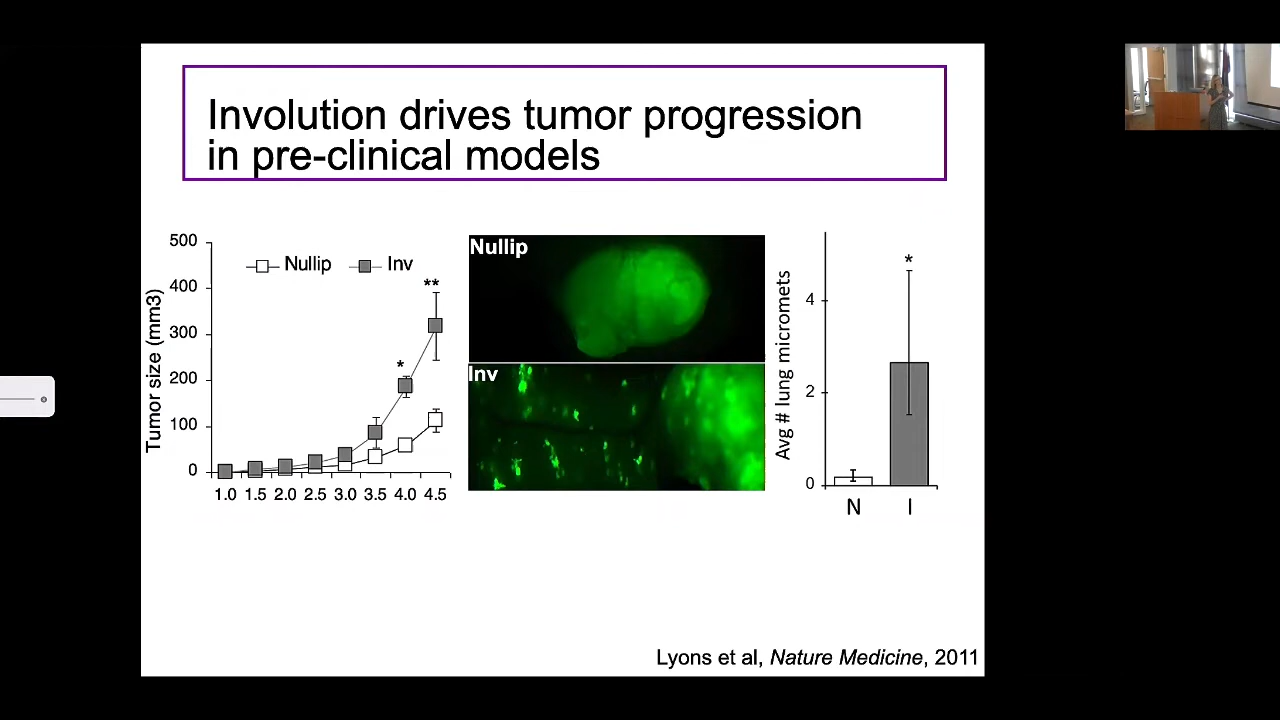 Involution drives tumor progression
in pre-clinical models
Tumor size (mm3)
500
400
300
200
100
0
Nullip
Inv
*
**
1.0 1.5 2.0 2.5 3.0 3.5 4.0 4.5
Nullip
Inv
Avg # lung micromets
4
2
0
*
N I
Lyons et al, Nature Medicine, 2011